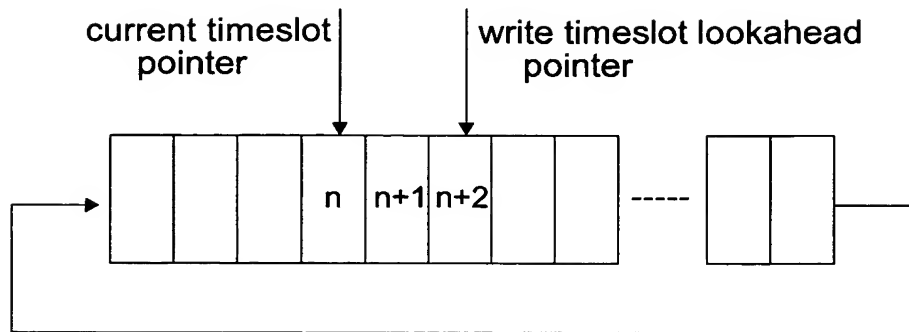 current timeslot
pointer
write timeslot lookahead
pointer
n
n+1
n+2